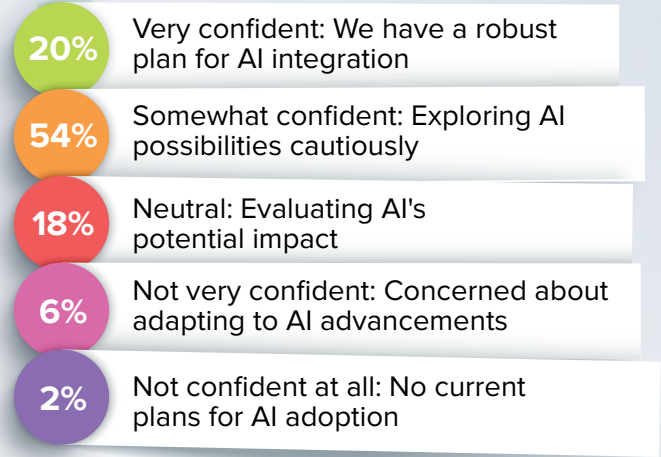 20%
Very confident: We have a robust
plan for AI integration
54%
Somewhat confident: Exploring AI
possibilities cautiously
18%
Neutral: Evaluating AI's
potential impact
6%
Not very confident: Concerned about
adapting to AI advancements
2%
Not confident at all: No current
plans for AI adoption